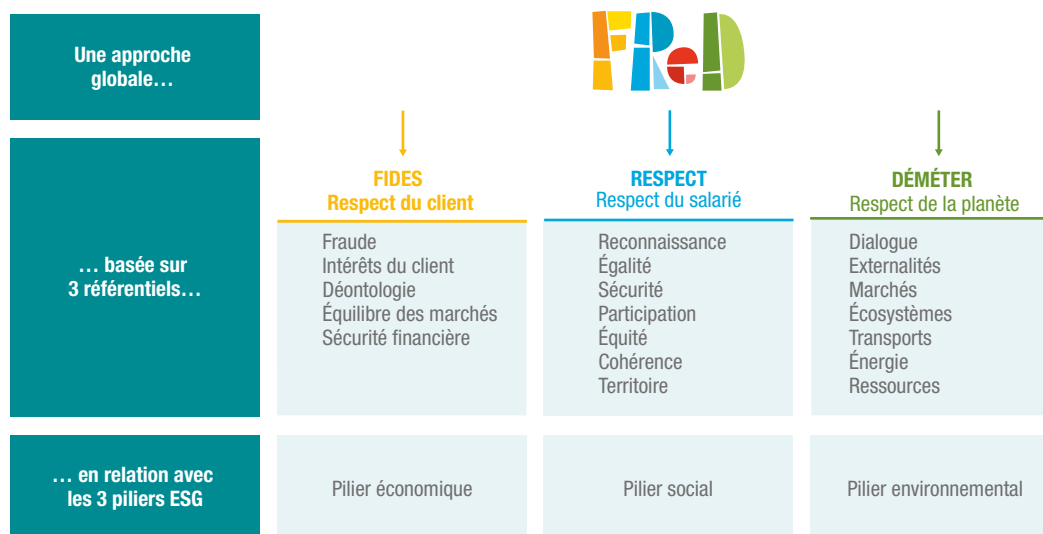 Une approche
globale…
FReD
… basée sur
3 référentiels…
FIDES
Respect du client
Fraude
Intérêts du client
Déontologie
Équilibre des marchés
Sécurité financière
RESPECT
Respect du salarié
Reconnaissance
Égalité
Sécurité
Participation
Équité
Cohérence
Territoire
DÉMÉTER
Respect de la planète
Dialogue
Externalités
Marchés
Écosystèmes
Transports
Énergie
Ressources
… en relation avec
les 3 piliers ESG
Pilier économique
Pilier social
Pilier environnemental